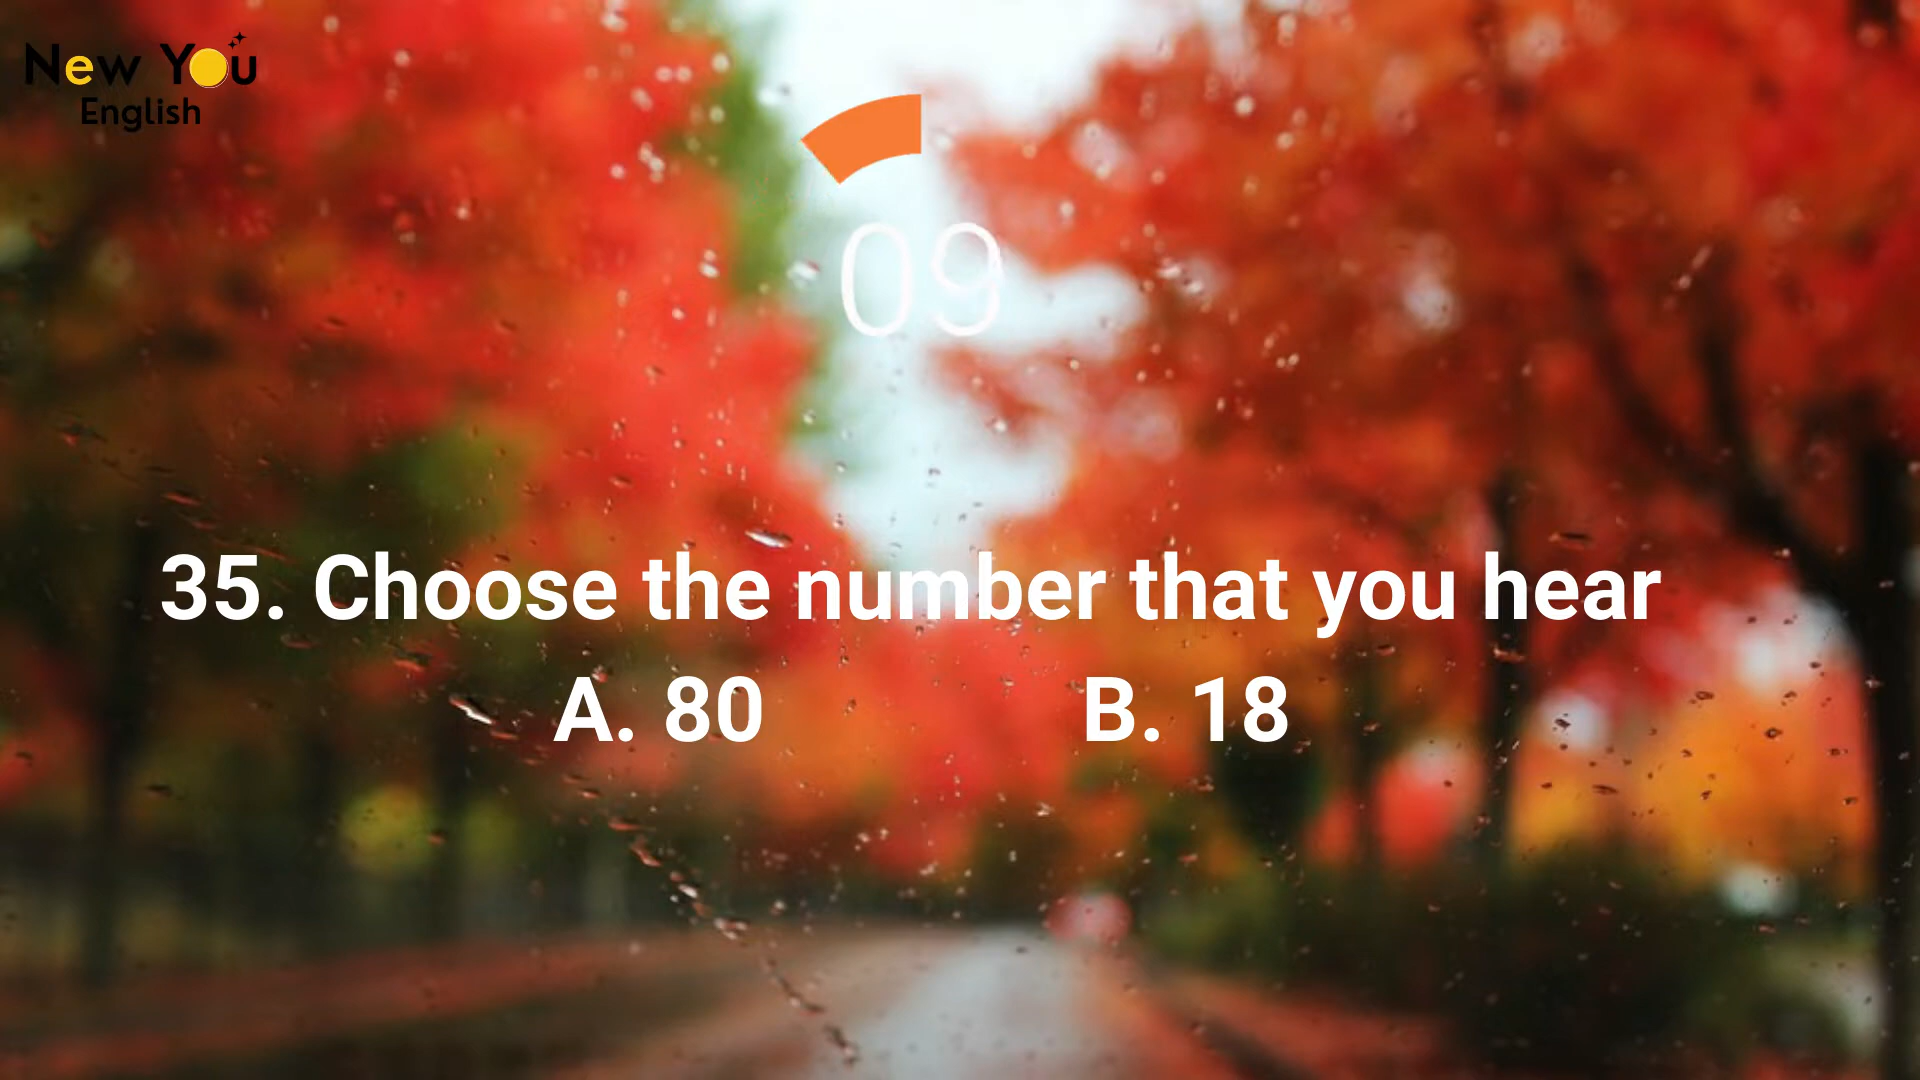 New You
English
09
35. Choose the number that you hear
A. 80 B. 18